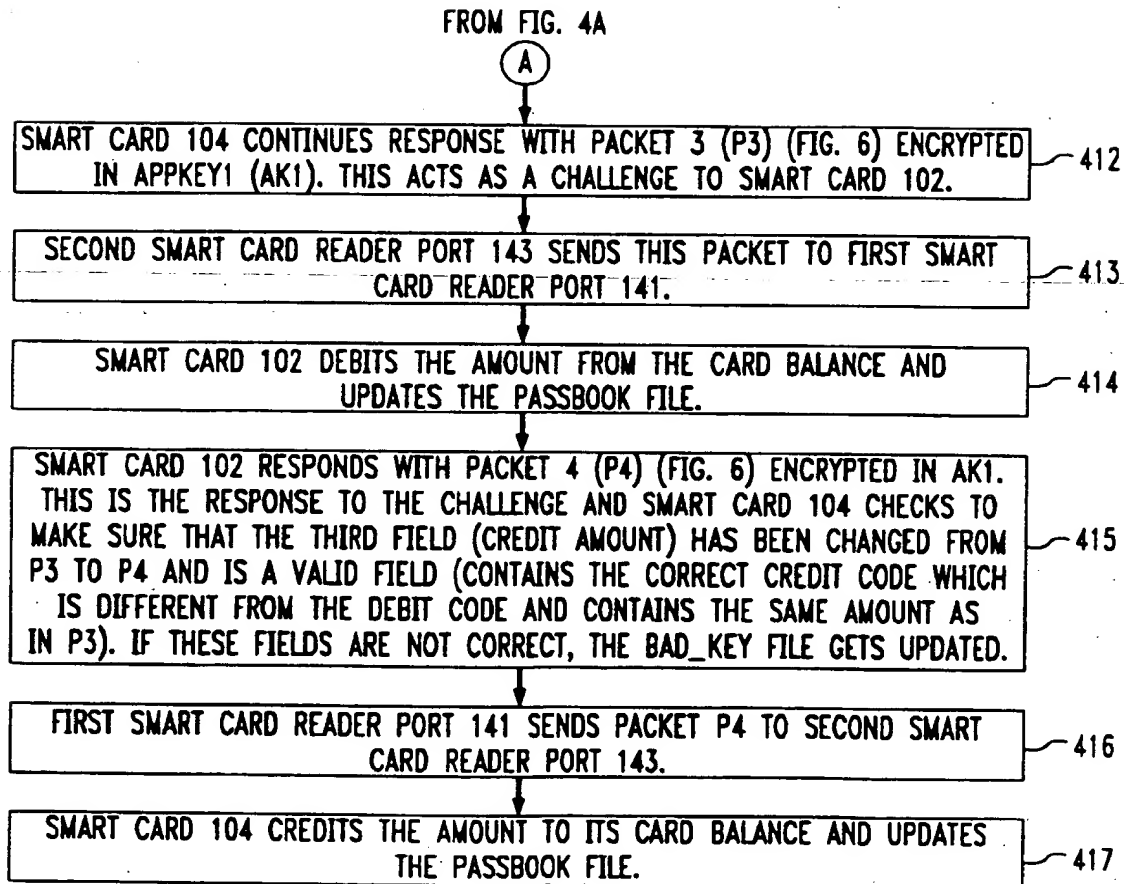 FROM FIG. 4A
A
SMART CARD 104 CONTINUES RESPONSE WITH PACKET 3 (P3) (FIG. 6) ENCRYPTED
IN APPKEY1 (AK1). THIS ACTS AS A CHALLENGE TO SMART CARD 102.
412
SECOND SMART CARD READER PORT 143 SENDS THIS PACKET TO FIRST SMART
CARD READER PORT 141.
413
SMART CARD 102 DEBITS THE AMOUNT FROM THE CARD BALANCE AND
UPDATES THE PASSBOOK FILE.
414
SMART CARD 102 RESPONDS WITH PACKET 4 (P4) (FIG. 6) ENCRYPTED IN AK1.
THIS IS THE RESPONSE TO THE CHALLENGE AND SMART CARD 104 CHECKS TO
MAKE SURE THAT THE THIRD FIELD (CREDIT AMOUNT) HAS BEEN CHANGED FROM
P3 TO P4 AND IS A VALID FIELD (CONTAINS THE CORRECT CREDIT CODE WHICH
IS DIFFERENT FROM THE DEBIT CODE AND CONTAINS THE SAME AMOUNT AS
IN P3). IF THESE FIELDS ARE NOT CORRECT, THE BAD_KEY FILE GETS UPDATED.
415
FIRST SMART CARD READER PORT 141 SENDS PACKET P4 TO SECOND SMART
CARD READER PORT 143.
416
SMART CARD 104 CREDITS THE AMOUNT TO ITS CARD BALANCE AND UPDATES
THE PASSBOOK FILE.
417